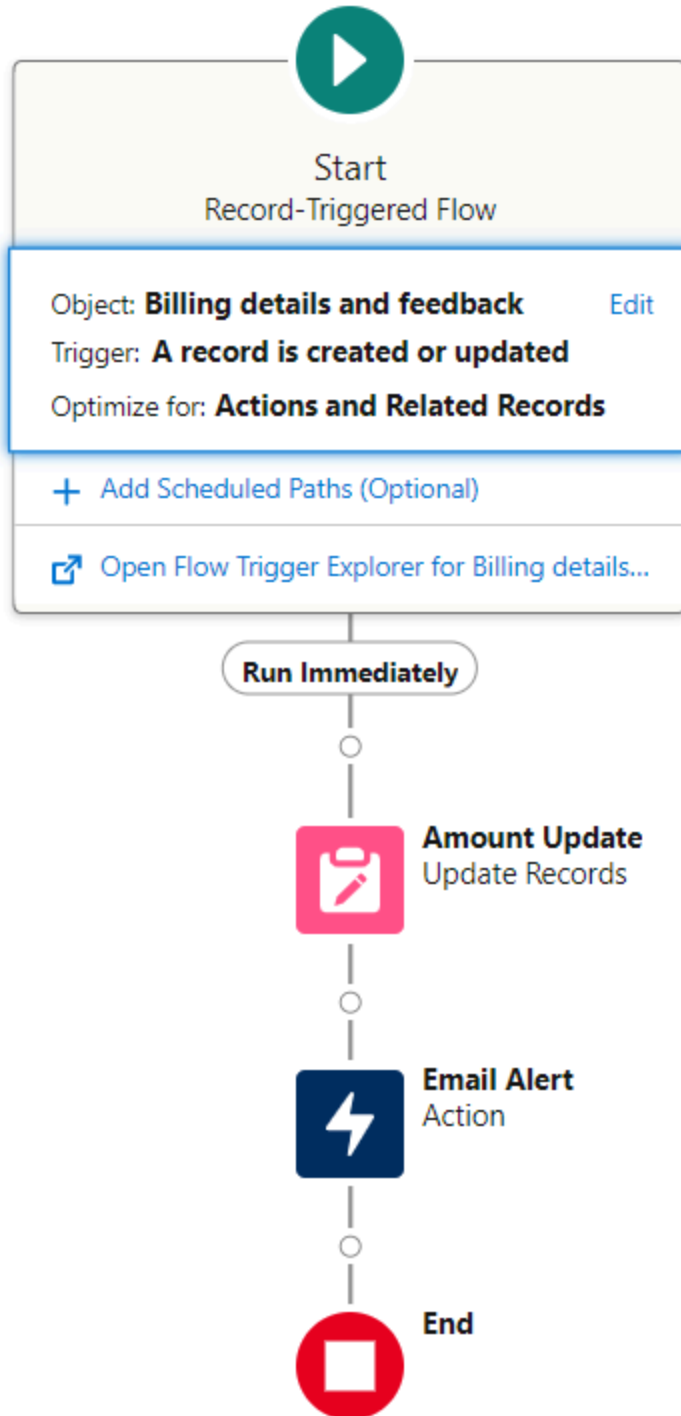 Start
Record-Triggered Flow
Object: Billing details and feedback Edit
Trigger: A record is created or updated
Optimize for: Actions and Related Records
Add Scheduled Paths (Optional)
Open Flow Trigger Explorer for Billing details...
Run Immediately
Amount Update
Update Records
Email Alert
Action
End